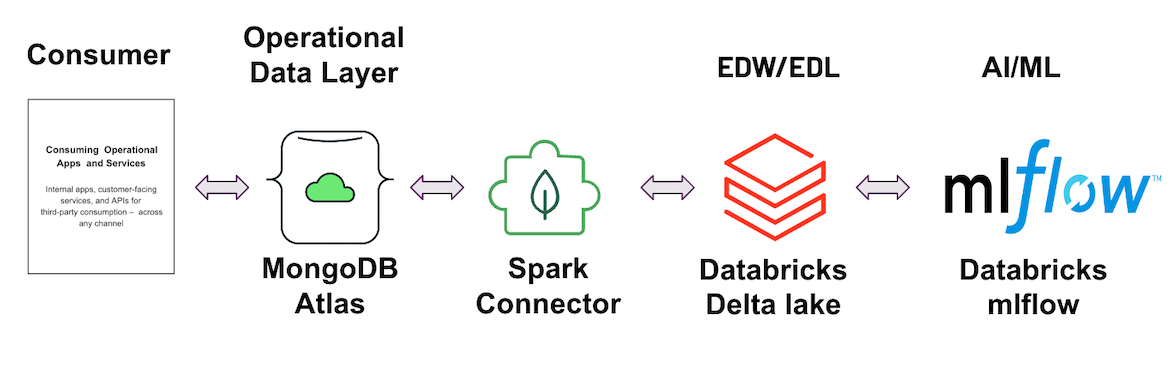 Consumer
Operational
Data Layer
EDW/EDL
AI/ML
Consuming Operational
Apps and Services
Internal apps, customer-facing
services, and APIs for
third-party consumption – across
any channel
mlflow™
MongoDB
Atlas
Spark
Connector
Databricks
Delta lake
Databricks
mlflow